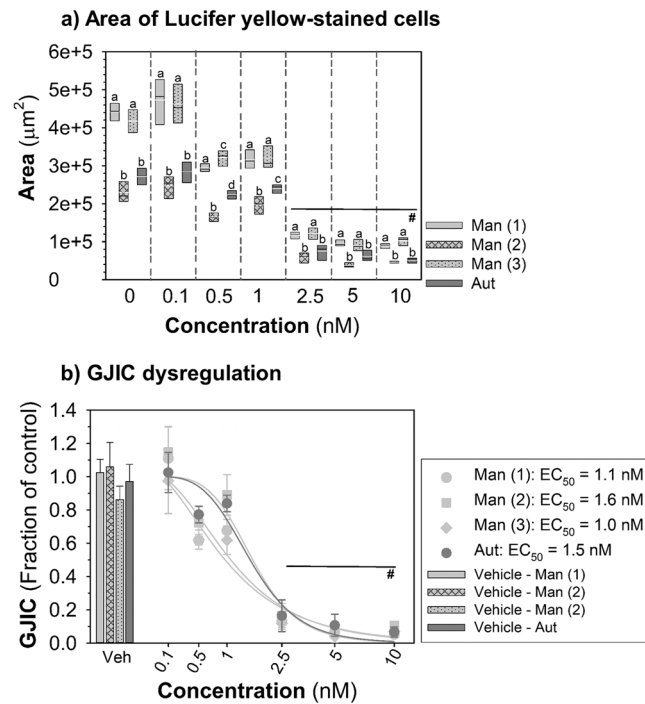 a) Area of Lucifer yellow-stained cells
Area (μm²)
6e+5
5e+5
4e+5
3e+5
2e+5
1e+5
0
a a a a a c a a
b b b b b d b c
a a a a a a
b b b b b b
#
0 0.1 0.5 1 2.5 5 10
Concentration (nM)
Man (1)
Man (2)
Man (3)
Aut
b) GJIC dysregulation
GJIC (Fraction of control)
1.4
1.2
1.0
0.8
0.6
0.4
0.2
0.0
#
Veh 0.1 0.5 1 2.5 5 10
Concentration (nM)
Man (1): EC₅₀ = 1.1 nM
Man (2): EC₅₀ = 1.6 nM
Man (3): EC₅₀ = 1.0 nM
Aut: EC₅₀ = 1.5 nM
Vehicle - Man (1)
Vehicle - Man (2)
Vehicle - Man (2)
Vehicle - Aut